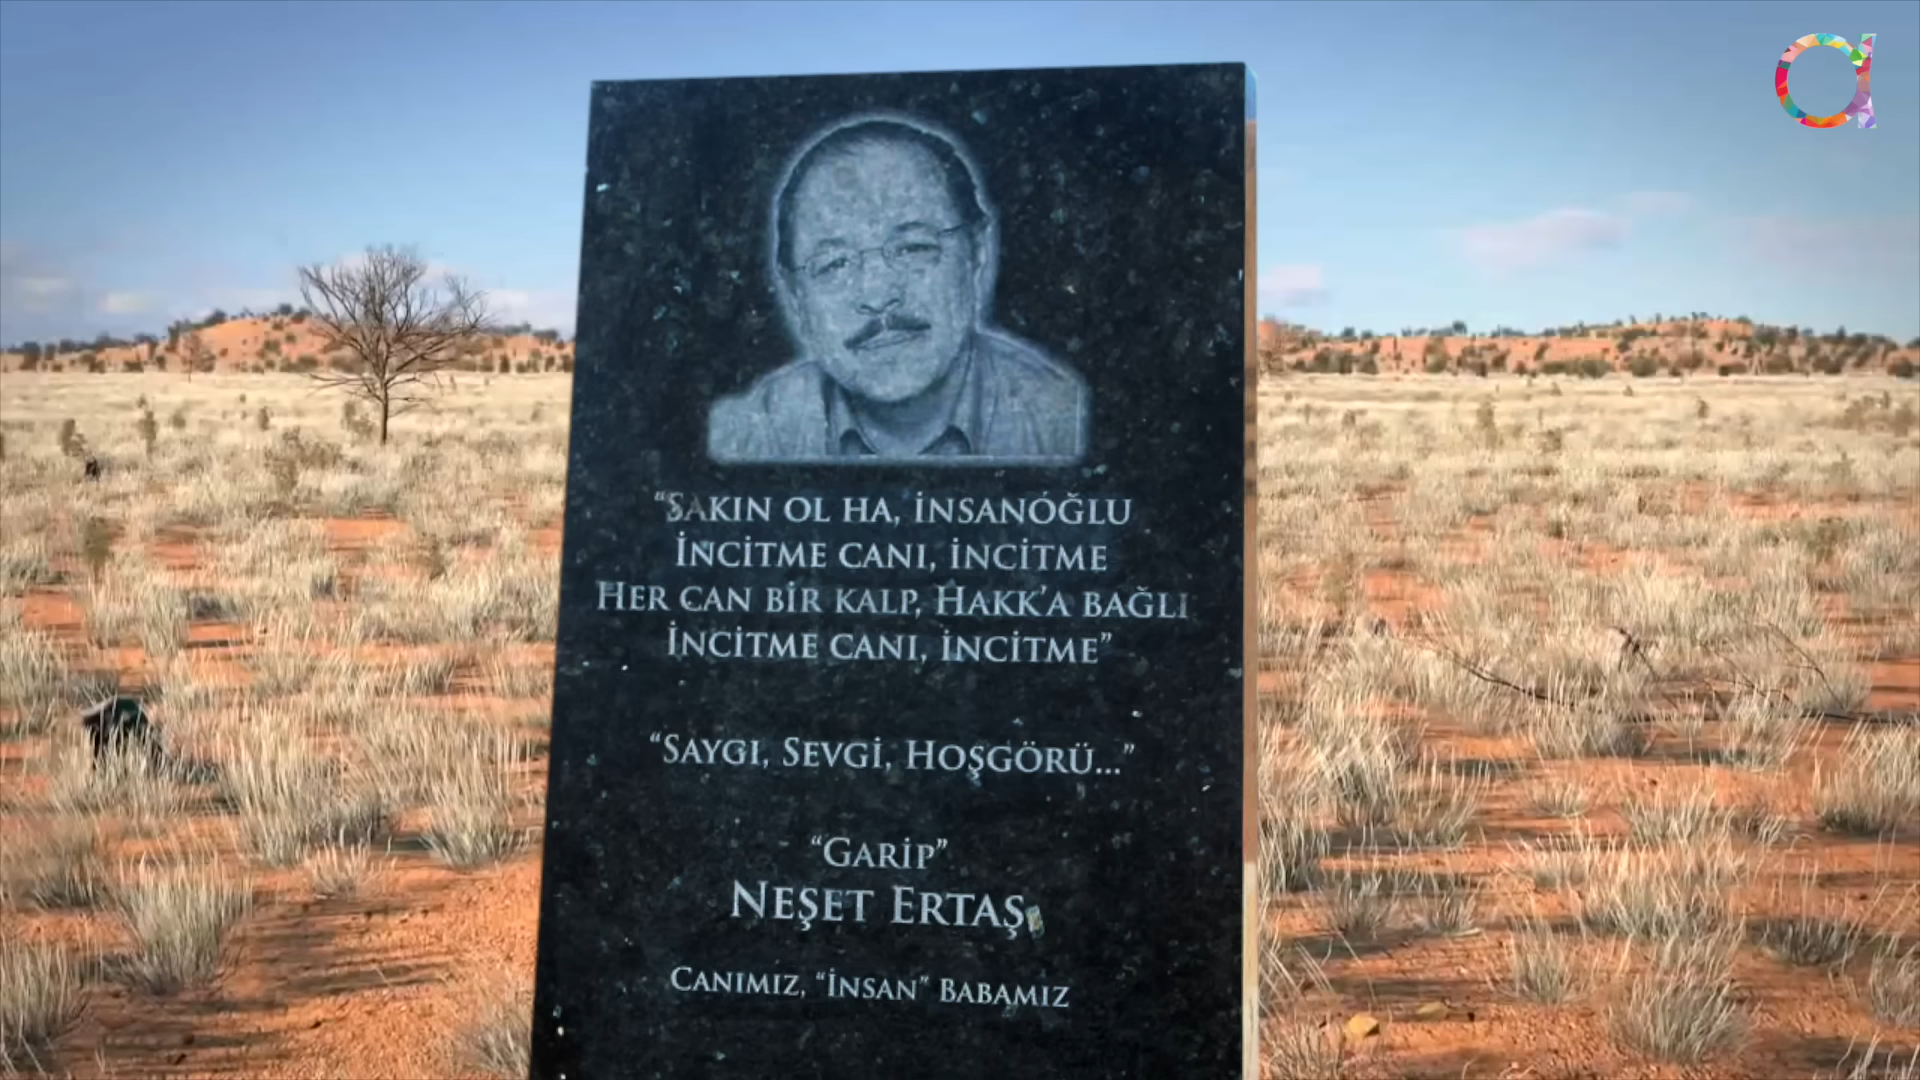 “SAKIN OL HA, İNSANOĞLU
İNCİTME CANI, İNCİTME
HER CAN BİR KALP, HAKK’A BAĞLI
İNCİTME CANI, İNCİTME”
“SAYGI, SEVGİ, HOŞGÖRÜ...”
“GARİP”
NEŞET ERTAŞ
CANIMIZ, “İNSAN” BABAMIZ